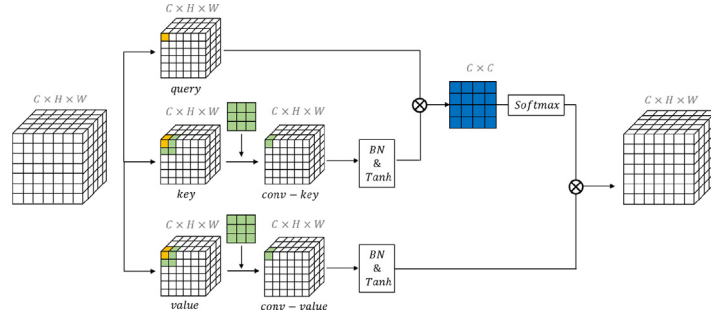 C × H × W
query
C × H × W
C × C
Softmax
C × H × W
C × H × W
C × H × W
key
conv − key
BN
&
Tanh
C × H × W
C × H × W
value
conv − value
BN
&
Tanh